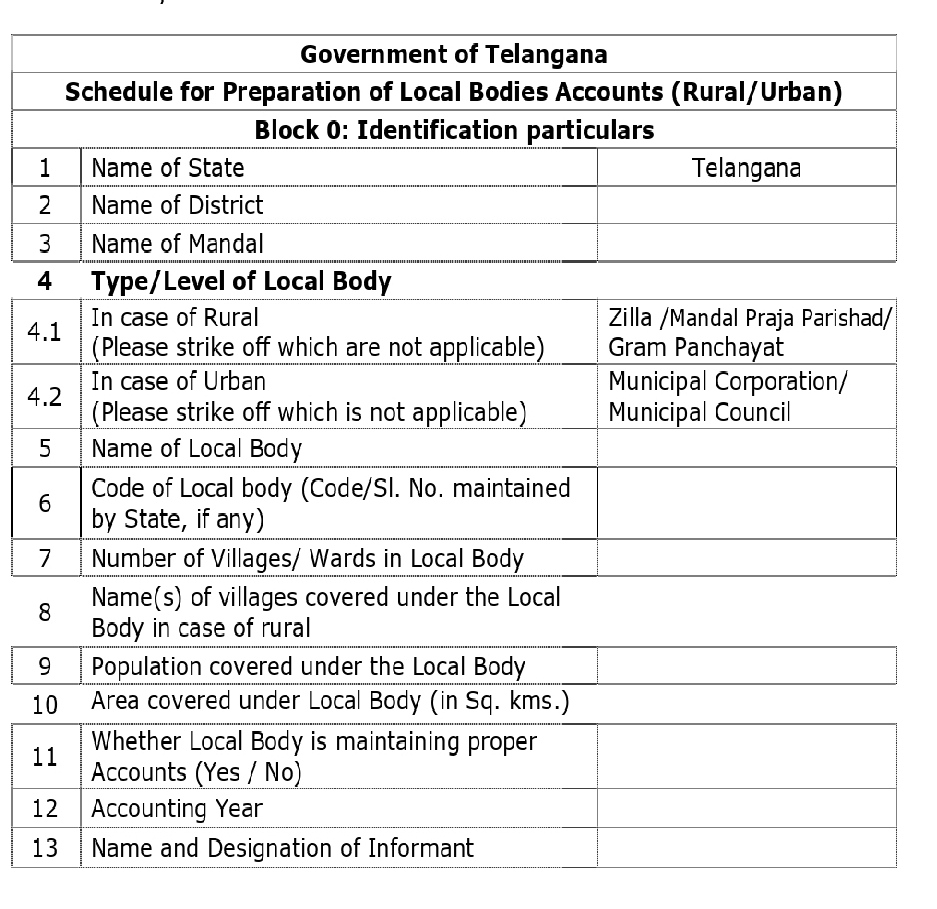 Government of Telangana
Schedule for Preparation of Local Bodies Accounts (Rural/Urban)
Block 0: Identification particulars
1 Name of State Telangana
2 Name of District
3 Name of Mandal
4 Type/Level of Local Body
4.1 In case of Rural Zilla /Mandal Praja Parishad/
(Please strike off which are not applicable) Gram Panchayat
4.2 In case of Urban Municipal Corporation/
(Please strike off which is not applicable) Municipal Council
5 Name of Local Body
6 Code of Local body (Code/Sl. No. maintained
by State, if any)
7 Number of Villages/ Wards in Local Body
8 Name(s) of villages covered under the Local
Body in case of rural
9 Population covered under the Local Body
10 Area covered under Local Body (in Sq. kms.)
11 Whether Local Body is maintaining proper
Accounts (Yes / No)
12 Accounting Year
13 Name and Designation of Informant